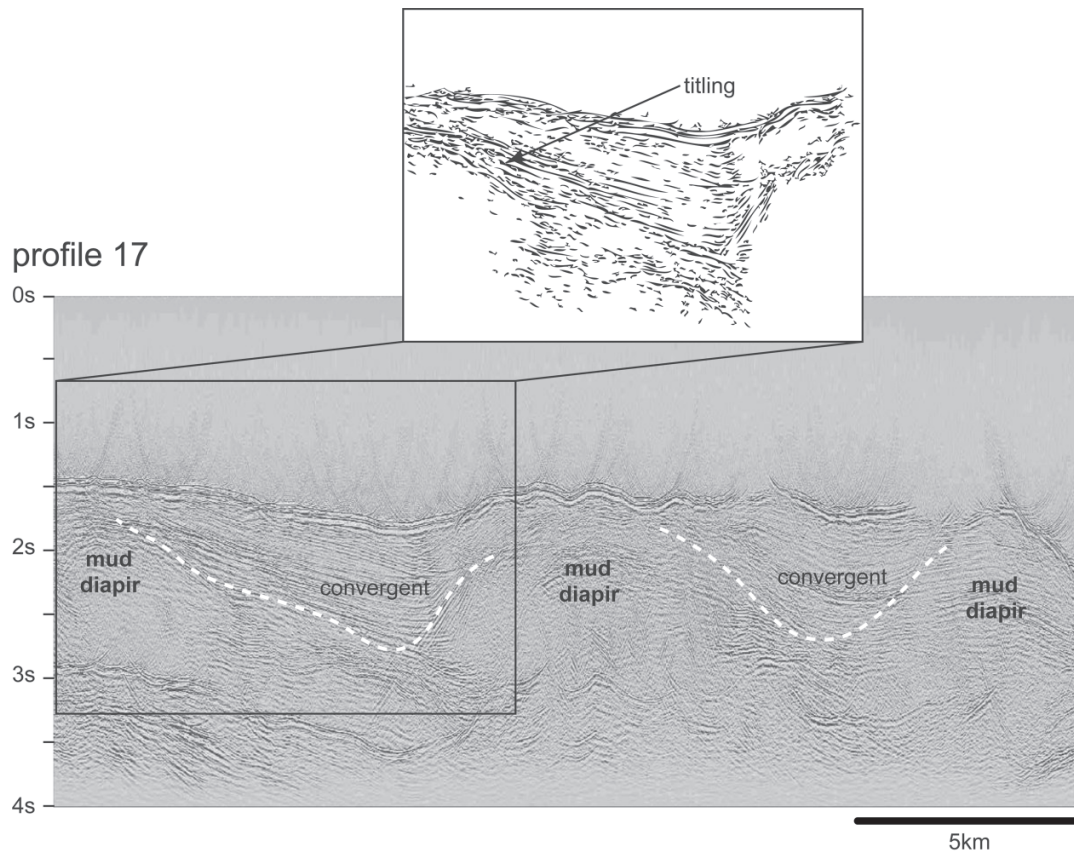 titling
profile 17
0s
1s
2s
3s
4s
mud
diapir
convergent
mud
diapir
convergent
mud
diapir
5km